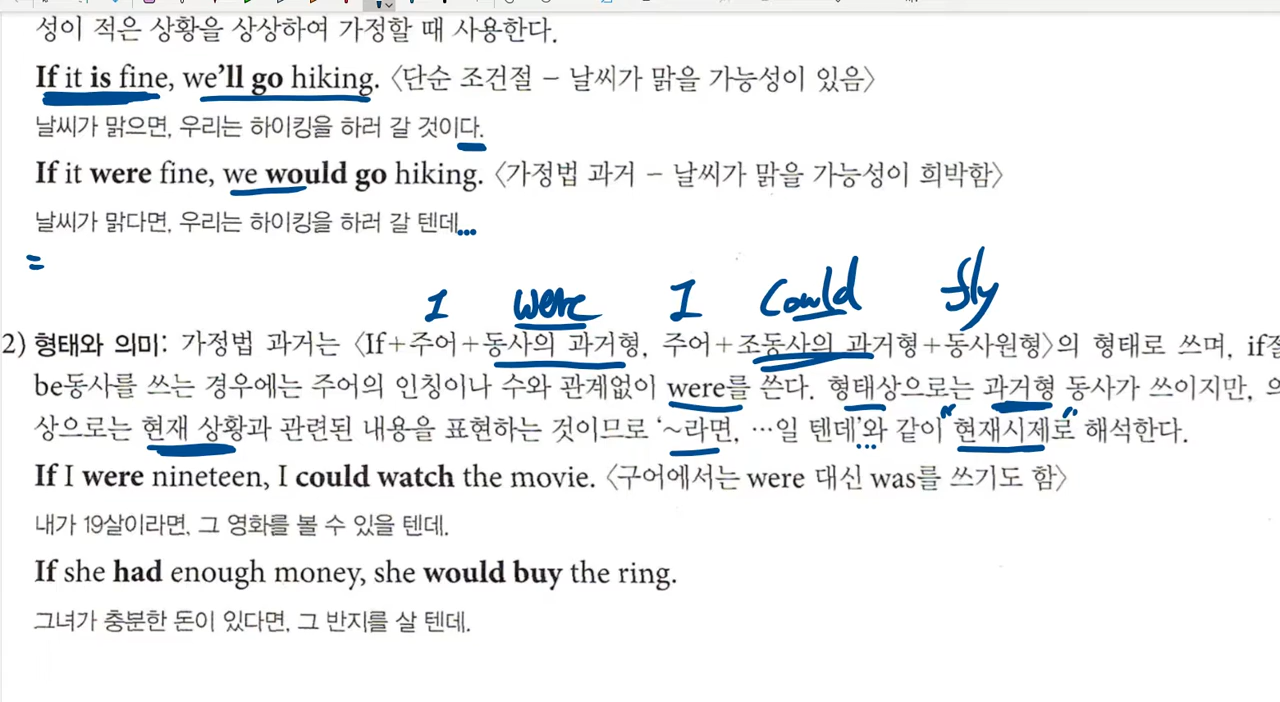 성이 적은 상황을 상상하여 가정할 때 사용한다.
If it is fine, we'll go hiking. 〈단순 조건절 – 날씨가 맑을 가능성이 있음〉
날씨가 맑으면, 우리는 하이킹을 하러 갈 것이다.
If it were fine, we would go hiking. 〈가정법 과거 – 날씨가 맑을 가능성이 희박함〉
날씨가 맑다면, 우리는 하이킹을 하러 갈 텐데...
=
I were I could fly
2) 형태와 의미: 가정법 과거는 〈If+주어+동사의 과거형, 주어+조동사의 과거형+동사원형〉의 형태로 쓰며, if절
be동사를 쓰는 경우에는 주어의 인칭이나 수와 관계없이 were를 쓴다. 형태상으로는 과거형 동사가 쓰이지만,
상으로는 현재 상황과 관련된 내용을 표현하는 것이므로 '~라면, …일 텐데'와 같이 "현재시제로" 해석한다.
If I were nineteen, I could watch the movie. 〈구어에서는 were 대신 was를 쓰기도 함〉
내가 19살이라면, 그 영화를 볼 수 있을 텐데.
If she had enough money, she would buy the ring.
그녀가 충분한 돈이 있다면, 그 반지를 살 텐데.